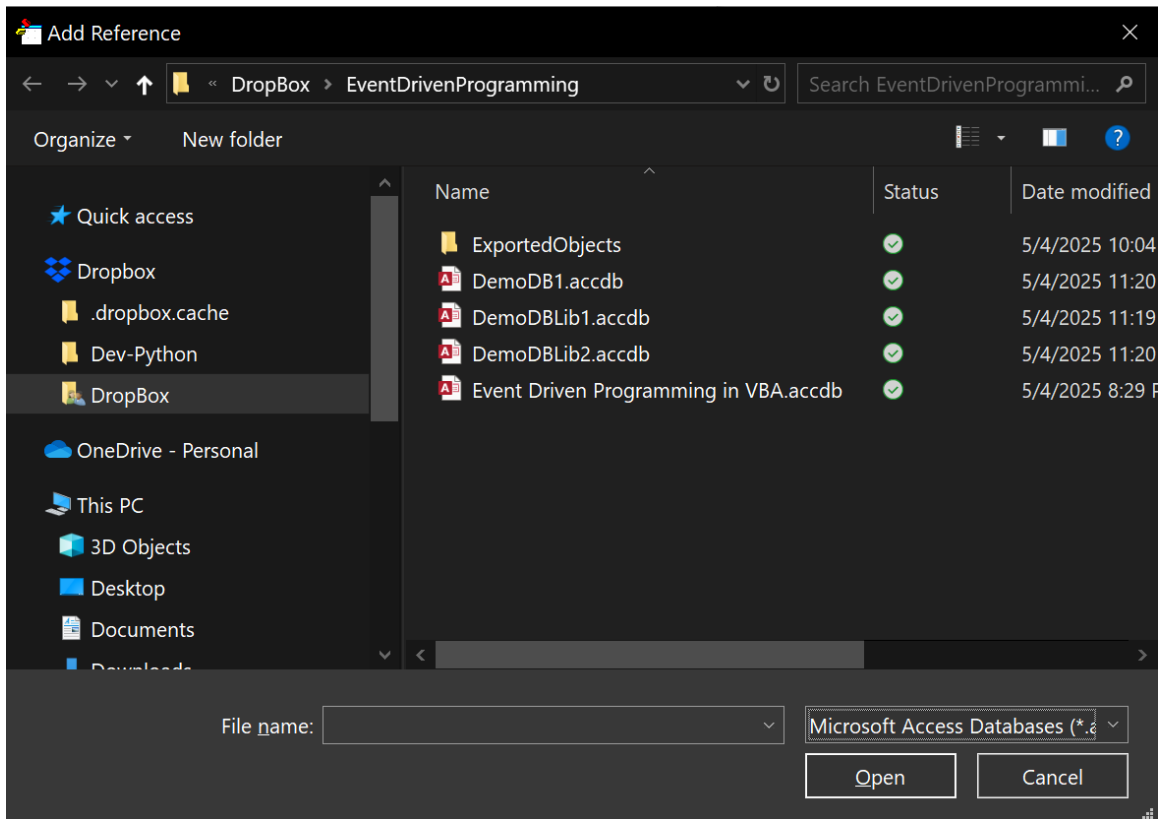 Add Reference
« DropBox > EventDrivenProgramming
Search EventDrivenProgrammi...
Organize
New folder
?
Name
Status
Date modified
Quick access
Dropbox
.dropbox.cache
Dev-Python
DropBox
OneDrive - Personal
This PC
3D Objects
Desktop
Documents
Downloads
ExportedObjects 5/4/2025 10:04
DemoDB1.accdb 5/4/2025 11:20
DemoDBLib1.accdb 5/4/2025 11:19
DemoDBLib2.accdb 5/4/2025 11:20
Event Driven Programming in VBA.accdb 5/4/2025 8:29 P
File name:
Microsoft Access Databases (*.a
Open
Cancel